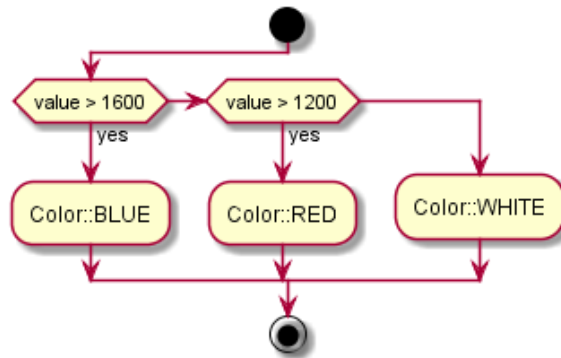 value > 1600
value > 1200
yes
yes
Color::BLUE
Color::RED
Color::WHITE